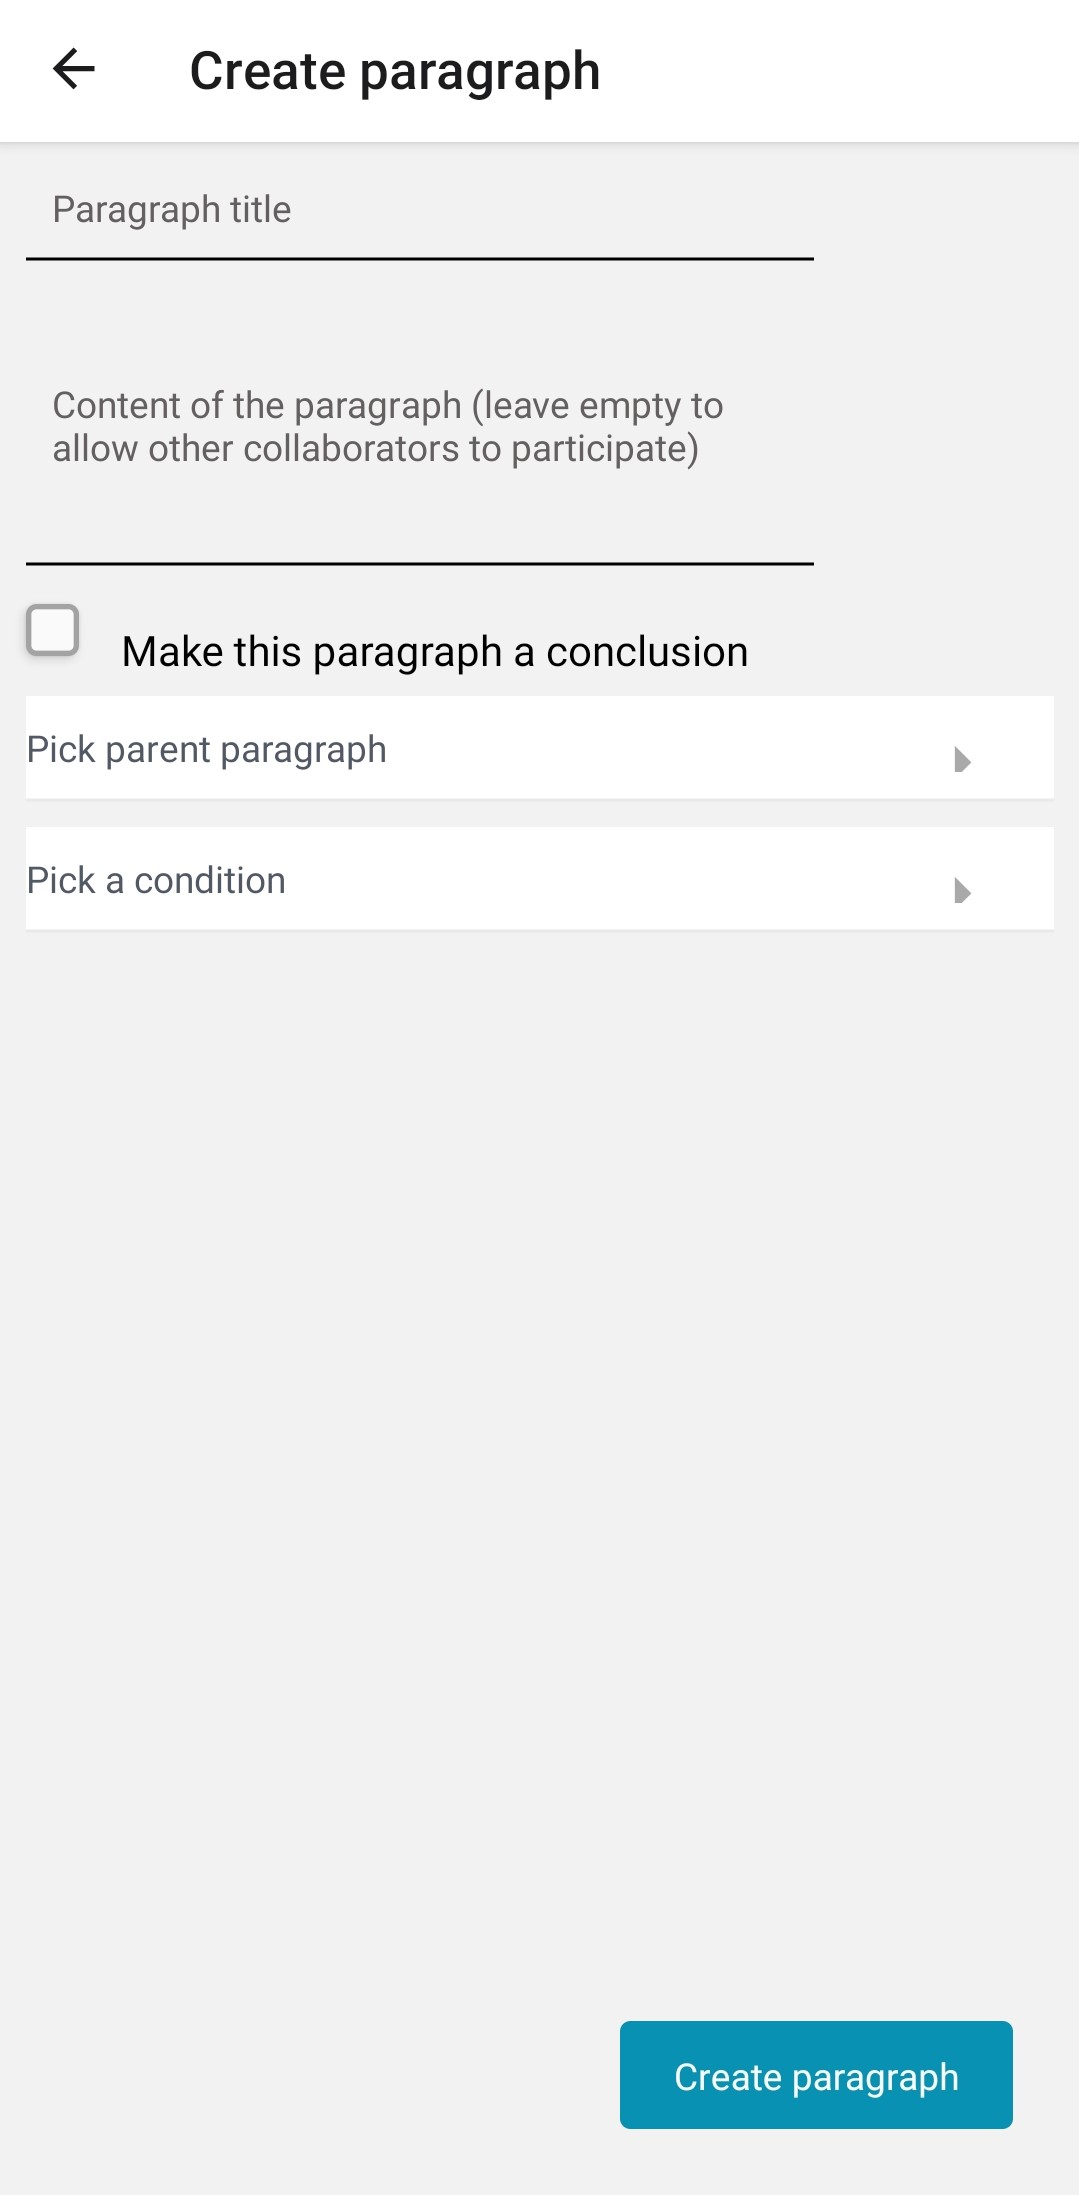 Create paragraph
Paragraph title
Content of the paragraph (leave empty to
allow other collaborators to participate)
Make this paragraph a conclusion
Pick parent paragraph
Pick a condition
Create paragraph